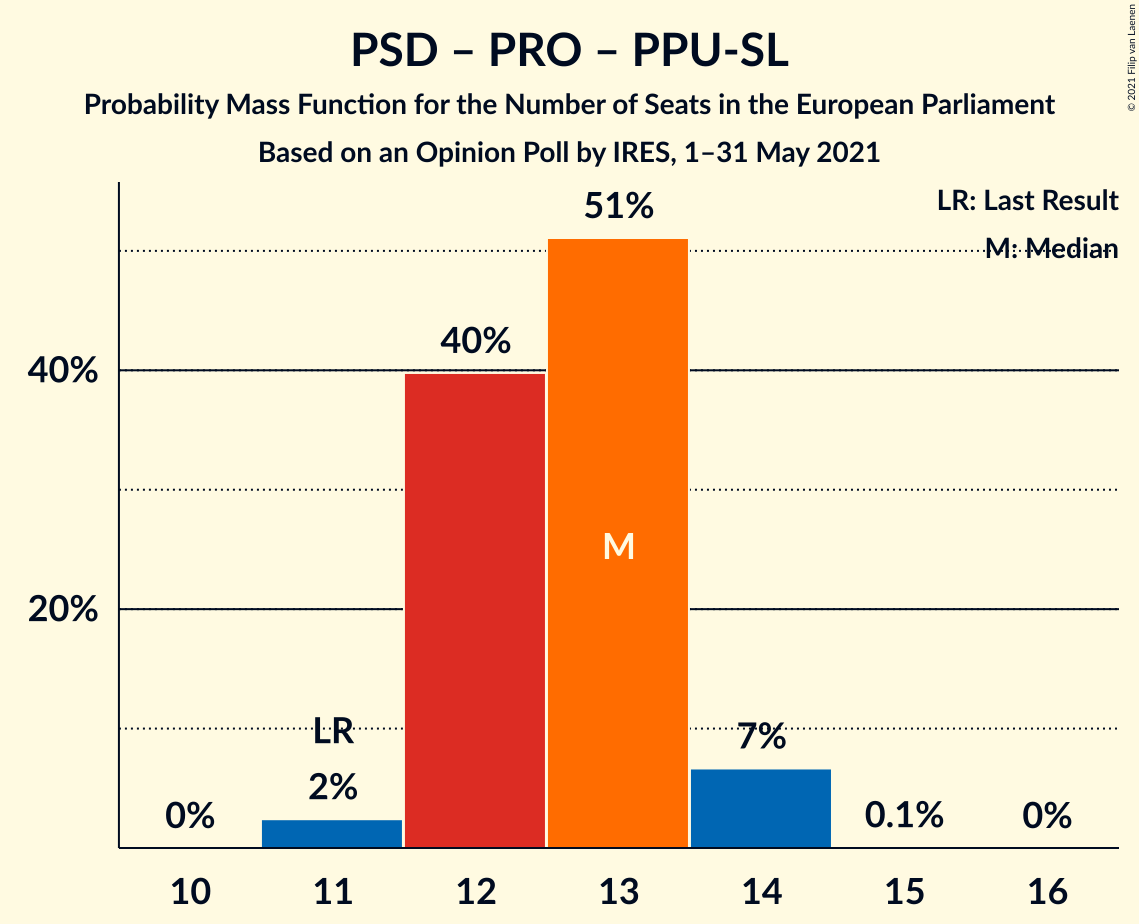 PSD – PRO – PPU-SL
Probability Mass Function for the Number of Seats in the European Parliament
Based on an Opinion Poll by IRES, 1–31 May 2021
© 2021 Filip van Laenen
LR: Last Result
M: Median
51%
40%
40%
M
20%
LR
7%
2%
0%
0.1%
0%
10 11 12 13 14 15 16